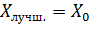 Xлучш. = X0